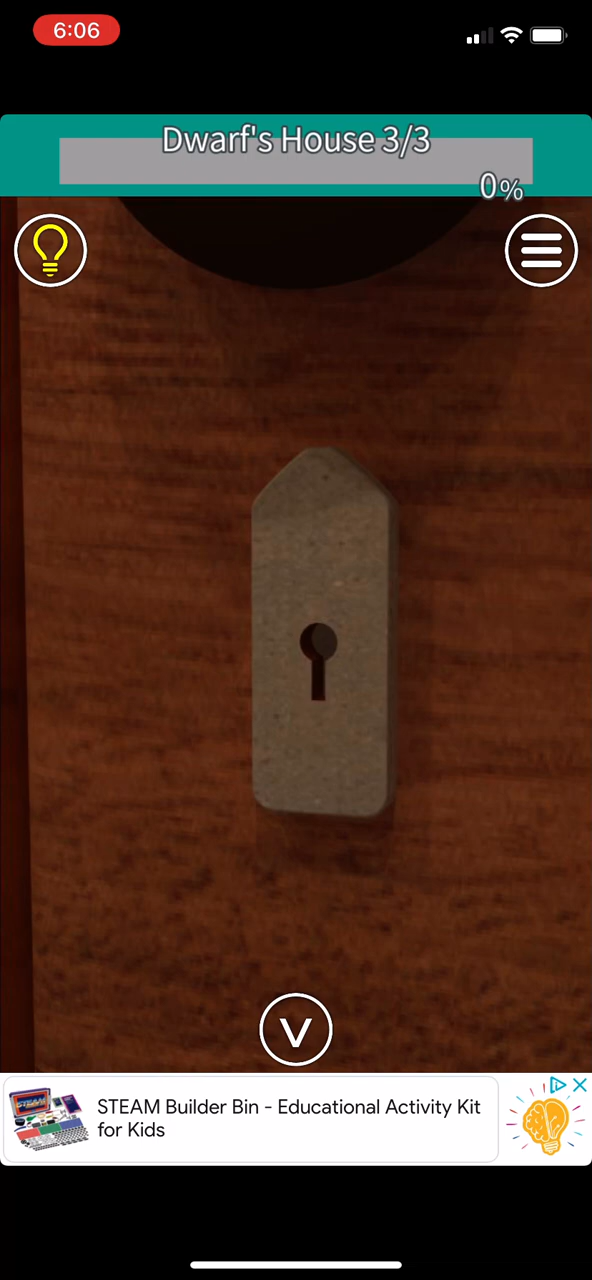 6:06
Dwarf's House 3/3
0%
STEAM Builder Bin - Educational Activity Kit
for Kids